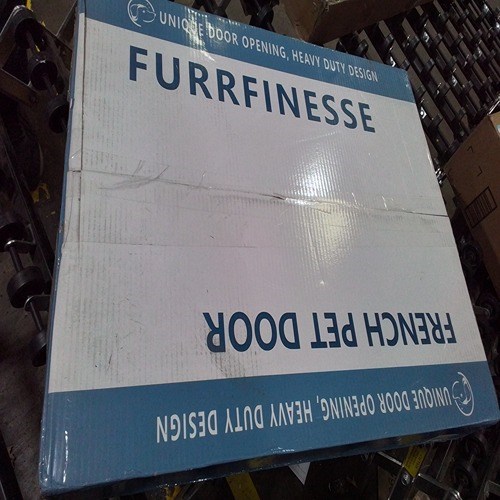 UNIQUE DOOR OPENING, HEAVY DUTY DESIGN
FURRFINESSE
FRENCH PET DOOR
UNIQUE DOOR OPENING, HEAVY DUTY DESIGN